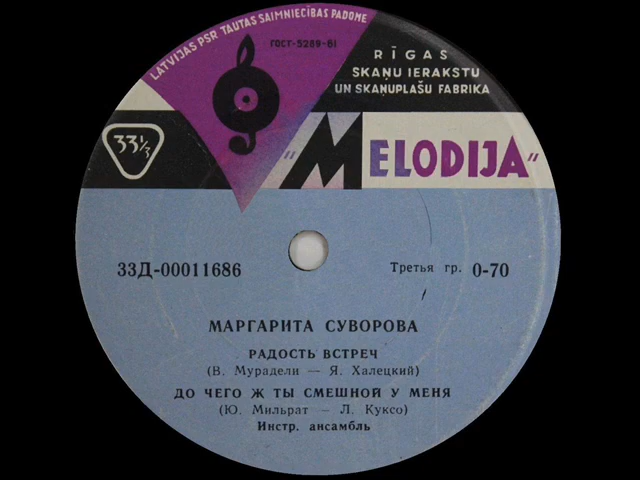 LATVIJAS PSR TAUTAS SAIMNIECĪBAS PADOME
ГОСТ-5289-61
RĪGAS
SKAŅU IERAKSTU
UN SKAŅUPLAŠU FABRIKA
33⅓
"MELODIJA"
33Д-00011686
Третья гр. 0-70
МАРГАРИТА СУВОРОВА
РАДОСТЬ ВСТРЕЧ
(В. Мурадели — Я. Халецкий)
ДО ЧЕГО Ж ТЫ СМЕШНОЙ У МЕНЯ
(Ю. Мильрат — Л. Куксо)
Инстр. ансамбль